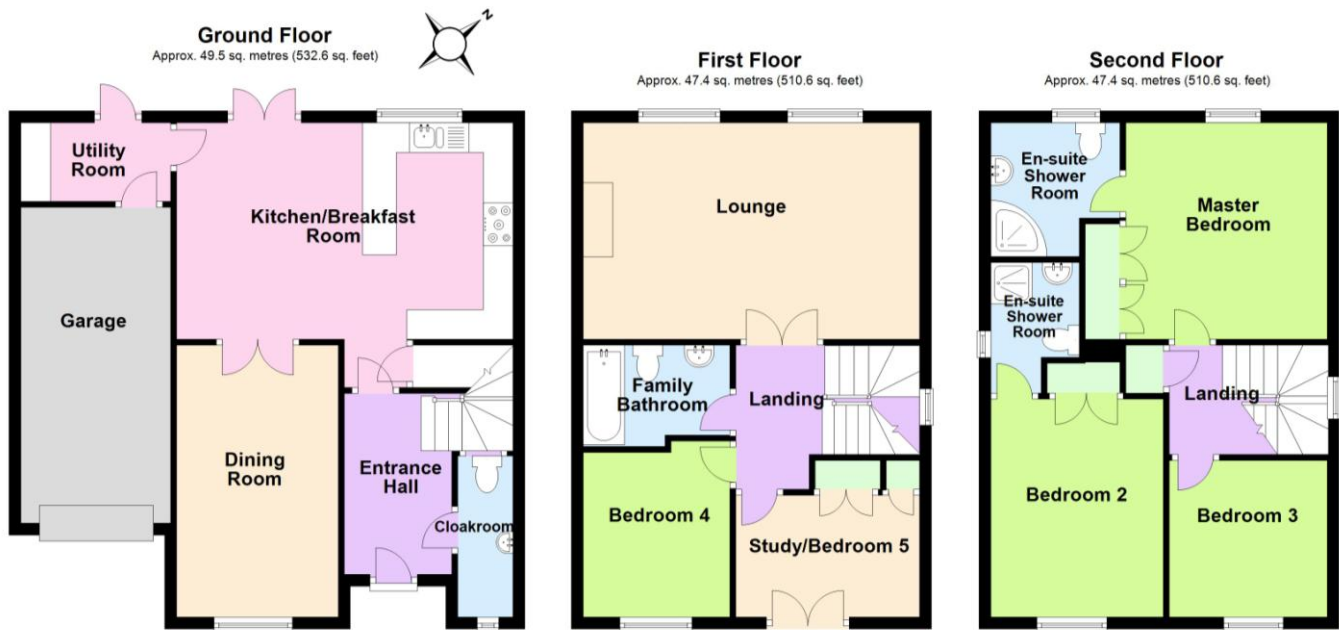 Ground Floor
Approx. 49.5 sq. metres (532.6 sq. feet)
N
Utility
Room
Kitchen/Breakfast
Room
Garage
Dining
Room
Entrance
Hall
Cloakroom
First Floor
Approx. 47.4 sq. metres (510.6 sq. feet)
Lounge
Family
Bathroom
Landing
Bedroom 4
Study/Bedroom 5
Second Floor
Approx. 47.4 sq. metres (510.6 sq. feet)
En-suite
Shower
Room
Master
Bedroom
En-suite
Shower
Room
Landing
Bedroom 2
Bedroom 3